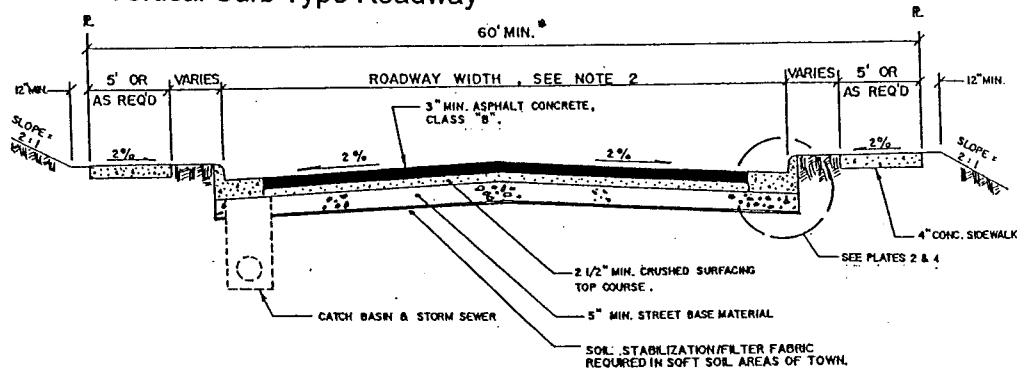 Vertical Curb Type Roadway
60' MIN.*
12" MIN.
5' OR
AS REQ'D
VARIES
ROADWAY WIDTH , SEE NOTE 2
VARIES
5' OR
AS REQ'D
12" MIN.
3" MIN. ASPHALT CONCRETE,
CLASS "B".
SLOPE =
2:1
2%
2%
2%
2%
SLOPE =
2:1
4" CONC. SIDEWALK
SEE PLATES 2 & 4
2 1/2" MIN. CRUSHED SURFACING
TOP COURSE.
5" MIN. STREET BASE MATERIAL
CATCH BASIN & STORM SEWER
SOIL STABILIZATION/FILTER FABRIC
REQUIRED IN SOFT SOIL AREAS OF TOWN.